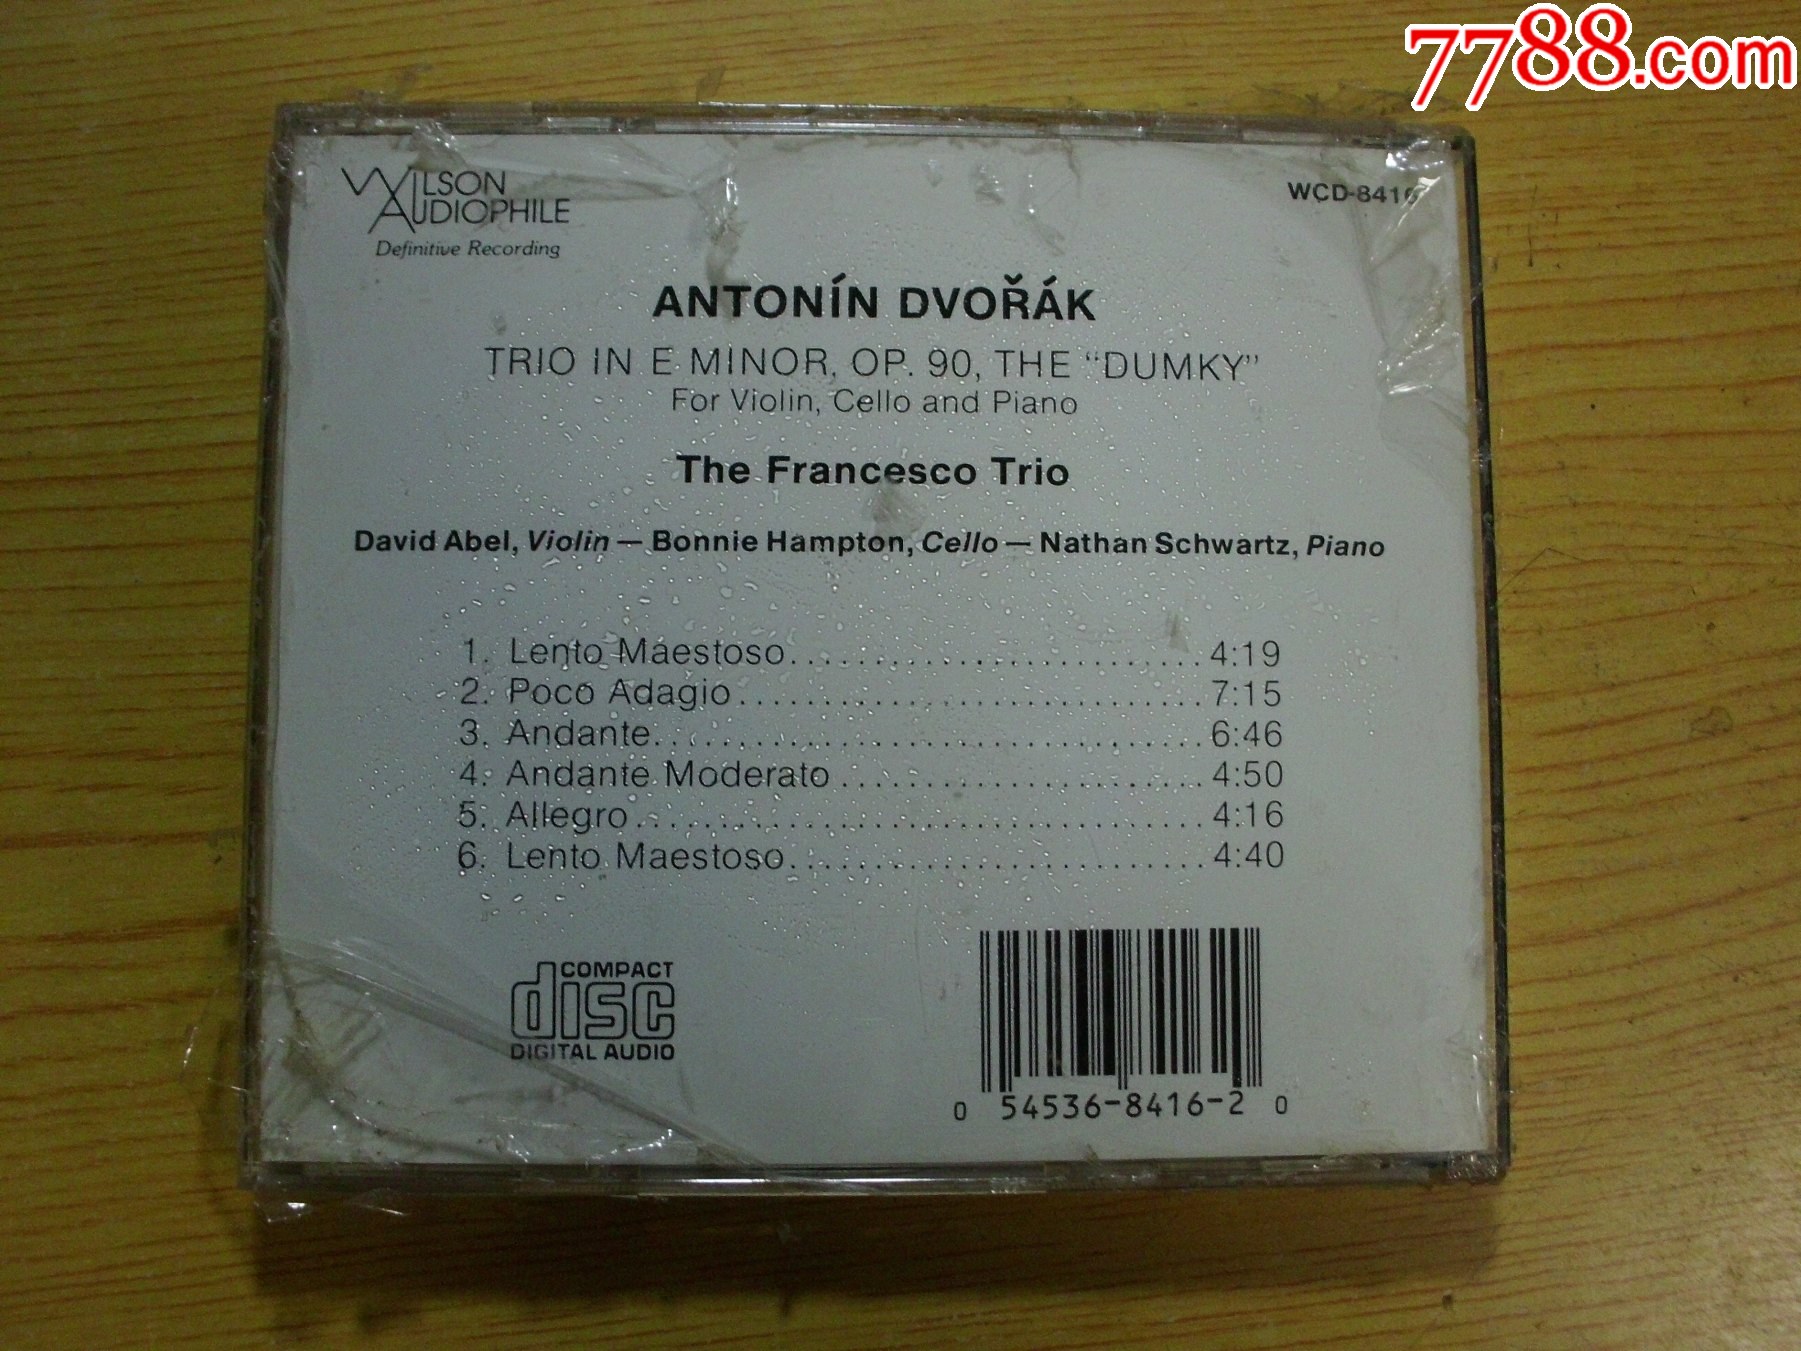 7788.com
WILSON
AUDIOPHILE
Definitive Recording
WCD-8416
ANTONÍN DVOŘÁK
TRIO IN E MINOR, OP. 90, THE "DUMKY"
For Violin, Cello and Piano
The Francesco Trio
David Abel, Violin — Bonnie Hampton, Cello — Nathan Schwartz, Piano
1. Lento Maestoso.........................4:19
2. Poco Adagio............................7:15
3. Andante.................................6:46
4. Andante Moderato......................4:50
5. Allegro..................................4:16
6. Lento Maestoso.........................4:40
COMPACT
disc
DIGITAL AUDIO
0 54536-8416-2 0